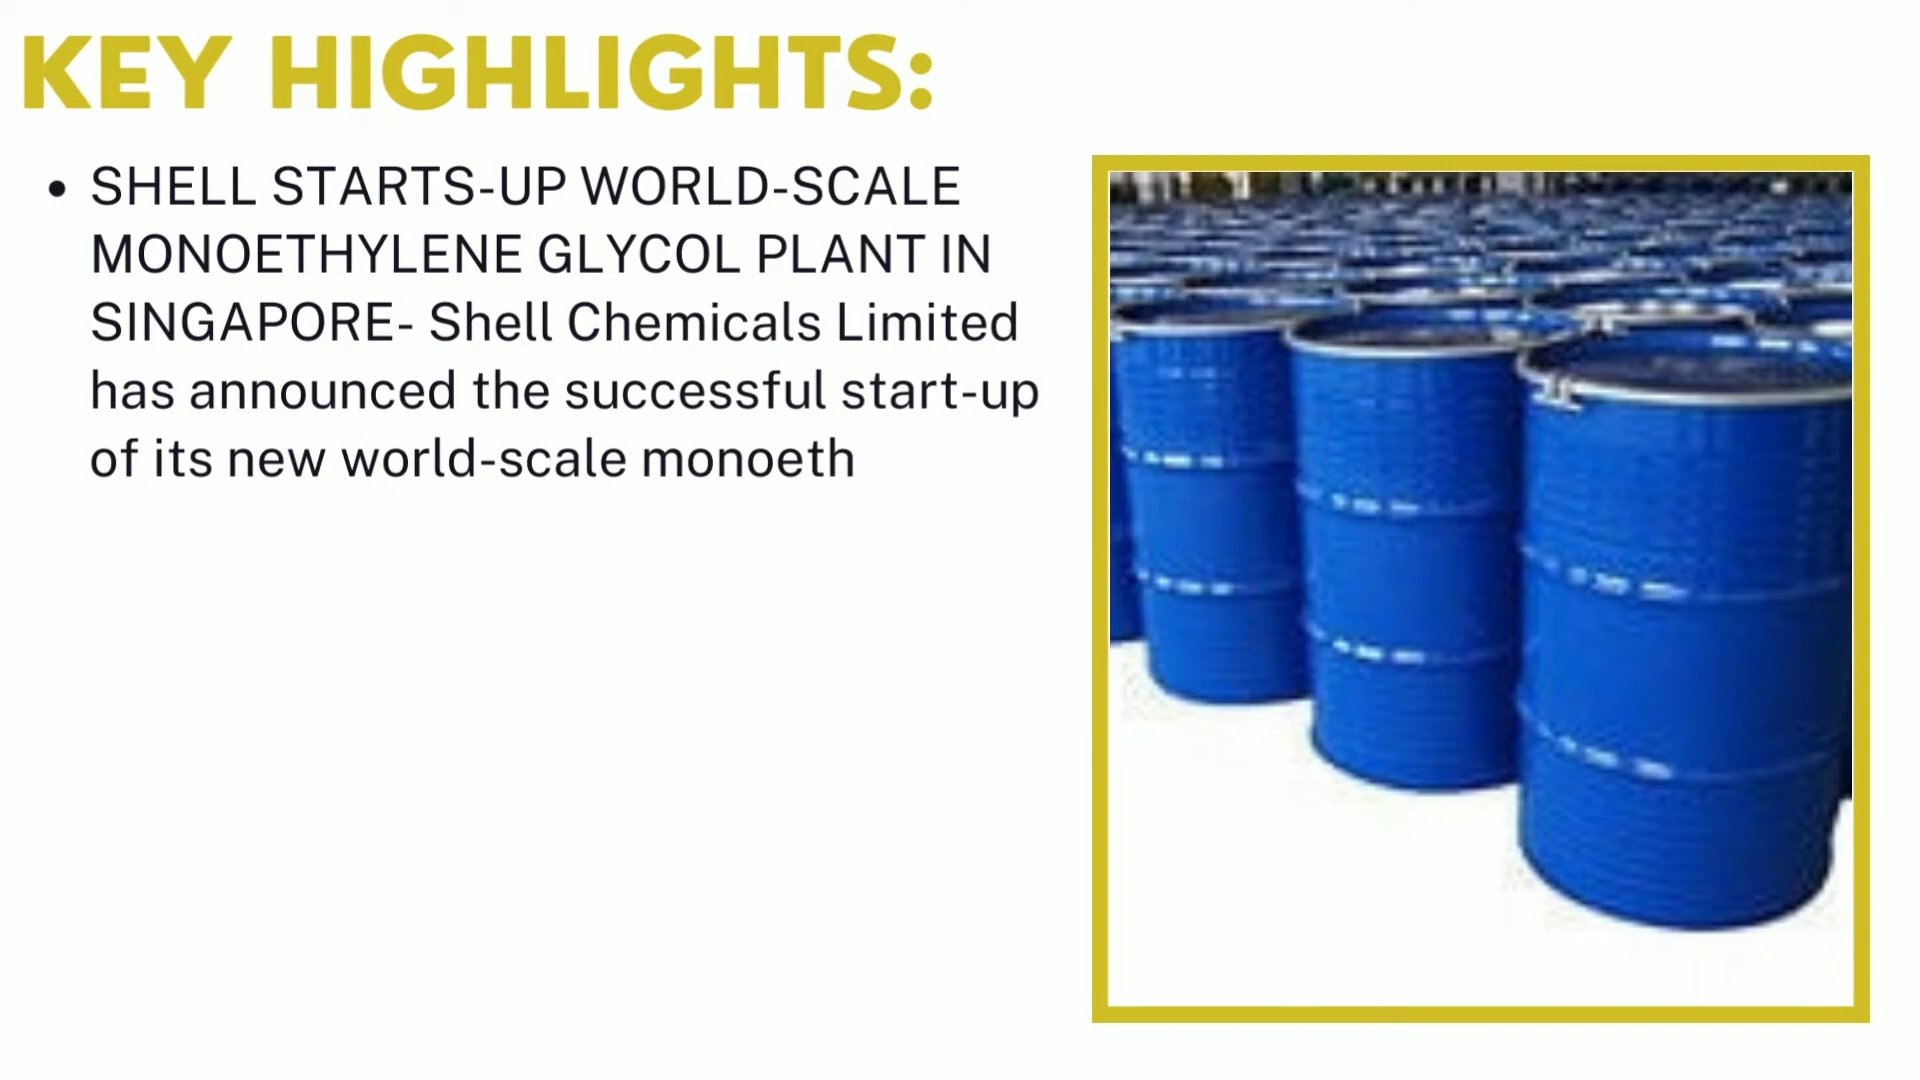 KEY HIGHLIGHTS:
• SHELL STARTS-UP WORLD-SCALE
MONOETHYLENE GLYCOL PLANT IN
SINGAPORE- Shell Chemicals Limited
has announced the successful start-up
of its new world-scale monoeth